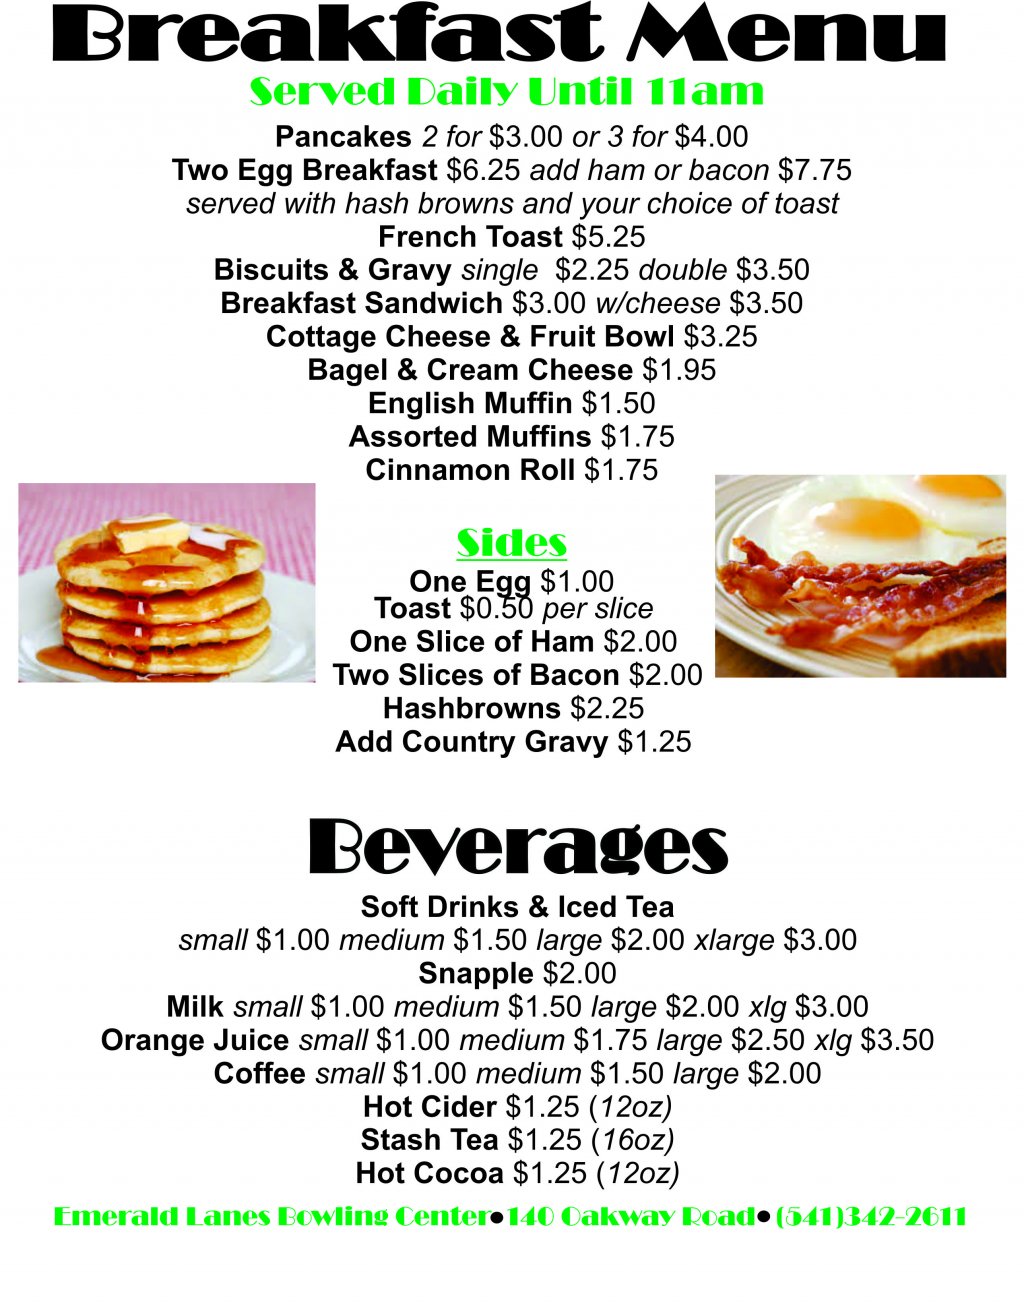 Breakfast Menu
Served Daily Until 11am
Pancakes 2 for $3.00 or 3 for $4.00
Two Egg Breakfast $6.25 add ham or bacon $7.75
served with hash browns and your choice of toast
French Toast $5.25
Biscuits & Gravy single $2.25 double $3.50
Breakfast Sandwich $3.00 w/cheese $3.50
Cottage Cheese & Fruit Bowl $3.25
Bagel & Cream Cheese $1.95
English Muffin $1.50
Assorted Muffins $1.75
Cinnamon Roll $1.75
Sides
One Egg $1.00
Toast $0.50 per slice
One Slice of Ham $2.00
Two Slices of Bacon $2.00
Hashbrowns $2.25
Add Country Gravy $1.25
Beverages
Soft Drinks & Iced Tea
small $1.00 medium $1.50 large $2.00 xlarge $3.00
Snapple $2.00
Milk small $1.00 medium $1.50 large $2.00 xlg $3.00
Orange Juice small $1.00 medium $1.75 large $2.50 xlg $3.50
Coffee small $1.00 medium $1.50 large $2.00
Hot Cider $1.25 (12oz)
Stash Tea $1.25 (16oz)
Hot Cocoa $1.25 (12oz)
Emerald Lanes Bowling Center●140 Oakway Road●(541)342-2611